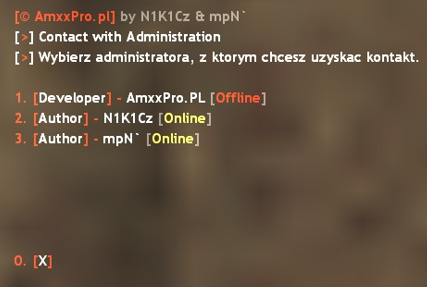 [© AmxxPro.pl] by N1K1Cz & mpN`
[>] Contact with Administration
[>] Wybierz administratora, z ktorym chcesz uzyskac kontakt.
1. [Developer] - AmxxPro.PL [Offline]
2. [Author] - N1K1Cz [Online]
3. [Author] - mpN` [Online]
0. [X]